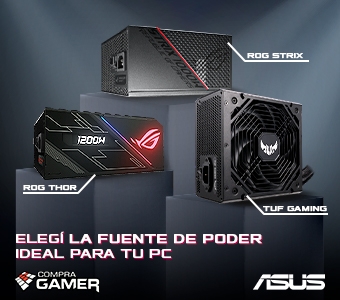 ROG STRIX
1200W
ROG THOR
TUF GAMING
ELEGÍ LA FUENTE DE PODER
IDEAL PARA TU PC
COMPRA
GAMER
ASUS